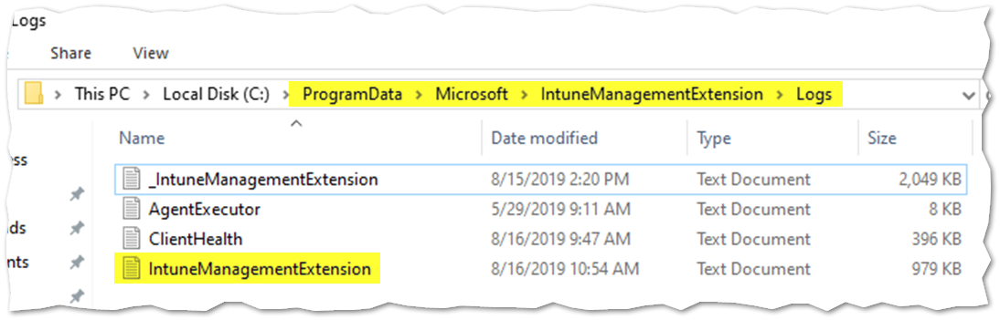 Logs
Share View
This PC > Local Disk (C:) > ProgramData > Microsoft > IntuneManagementExtension > Logs
Name Date modified Type Size
_IntuneManagementExtension 8/15/2019 2:20 PM Text Document 2,049 KB
AgentExecutor 5/29/2019 9:11 AM Text Document 8 KB
ClientHealth 8/16/2019 9:47 AM Text Document 396 KB
IntuneManagementExtension 8/16/2019 10:54 AM Text Document 979 KB